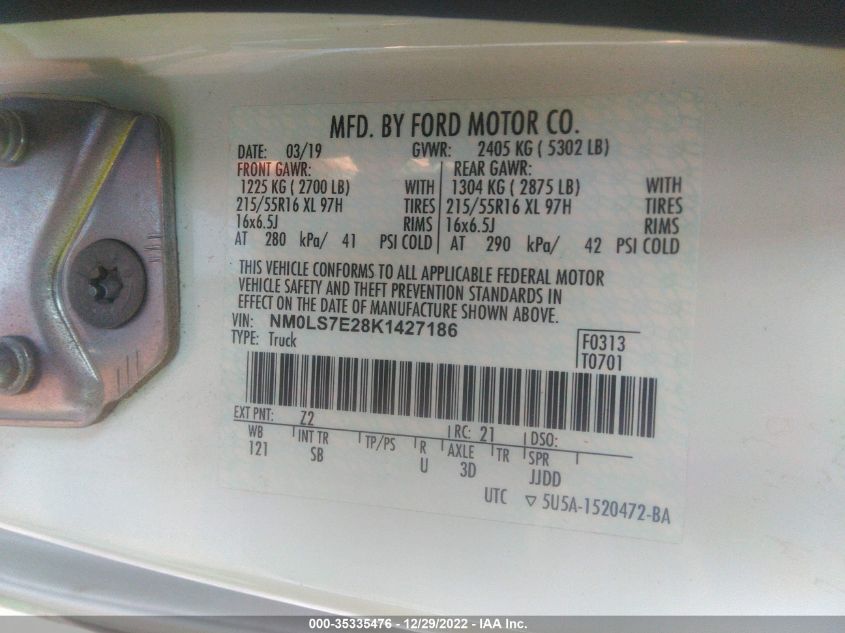 MFD. BY FORD MOTOR CO.
DATE: 03/19 GVWR: 2405 KG ( 5302 LB)
FRONT GAWR: REAR GAWR:
1225 KG ( 2700 LB) WITH 1304 KG ( 2875 LB) WITH
215/55R16 XL 97H TIRES 215/55R16 XL 97H TIRES
16x6.5J RIMS 16x6.5J RIMS
AT 280 kPa/ 41 PSI COLD AT 290 kPa/ 42 PSI COLD
THIS VEHICLE CONFORMS TO ALL APPLICABLE FEDERAL MOTOR
VEHICLE SAFETY AND THEFT PREVENTION STANDARDS IN
EFFECT ON THE DATE OF MANUFACTURE SHOWN ABOVE.
VIN: NM0LS7E28K1427186
TYPE: Truck
F0313
T0701
EXT PNT: Z2 RC: 21 DSO:
WB INT TR TP/PS R AXLE TR SPR
121 SB U 3D JJDD
UTC ▽ 5U5A-1520472-BA
000-35335476 - 12/29/2022 - IAA Inc.